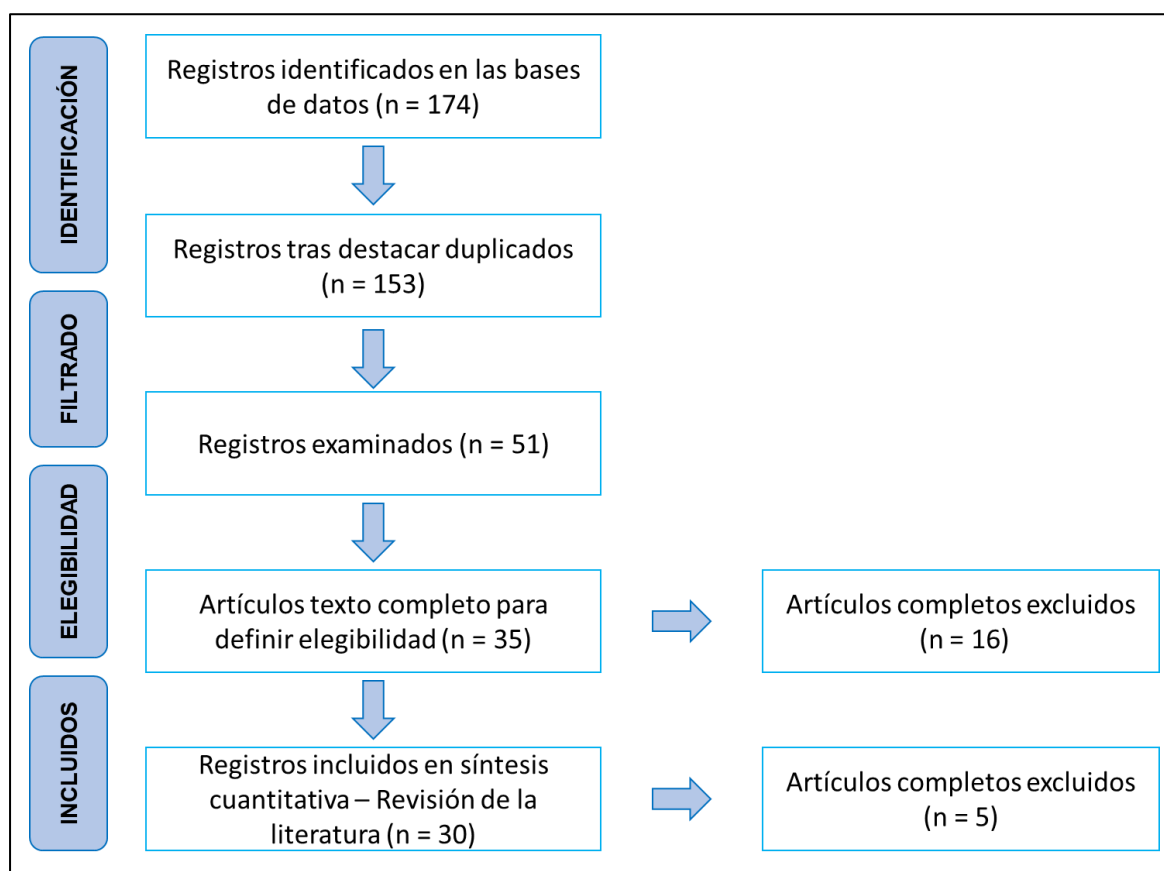 IDENTIFICACIÓN
Registros identificados en las bases
de datos (n = 174)
Registros tras destacar duplicados
(n = 153)
FILTRADO
Registros examinados (n = 51)
ELEGIBILIDAD
Artículos texto completo para
definir elegibilidad (n = 35)
Artículos completos excluidos
(n = 16)
INCLUIDOS
Registros incluidos en síntesis
cuantitativa – Revisión de la
literatura (n = 30)
Artículos completos excluidos
(n = 5)